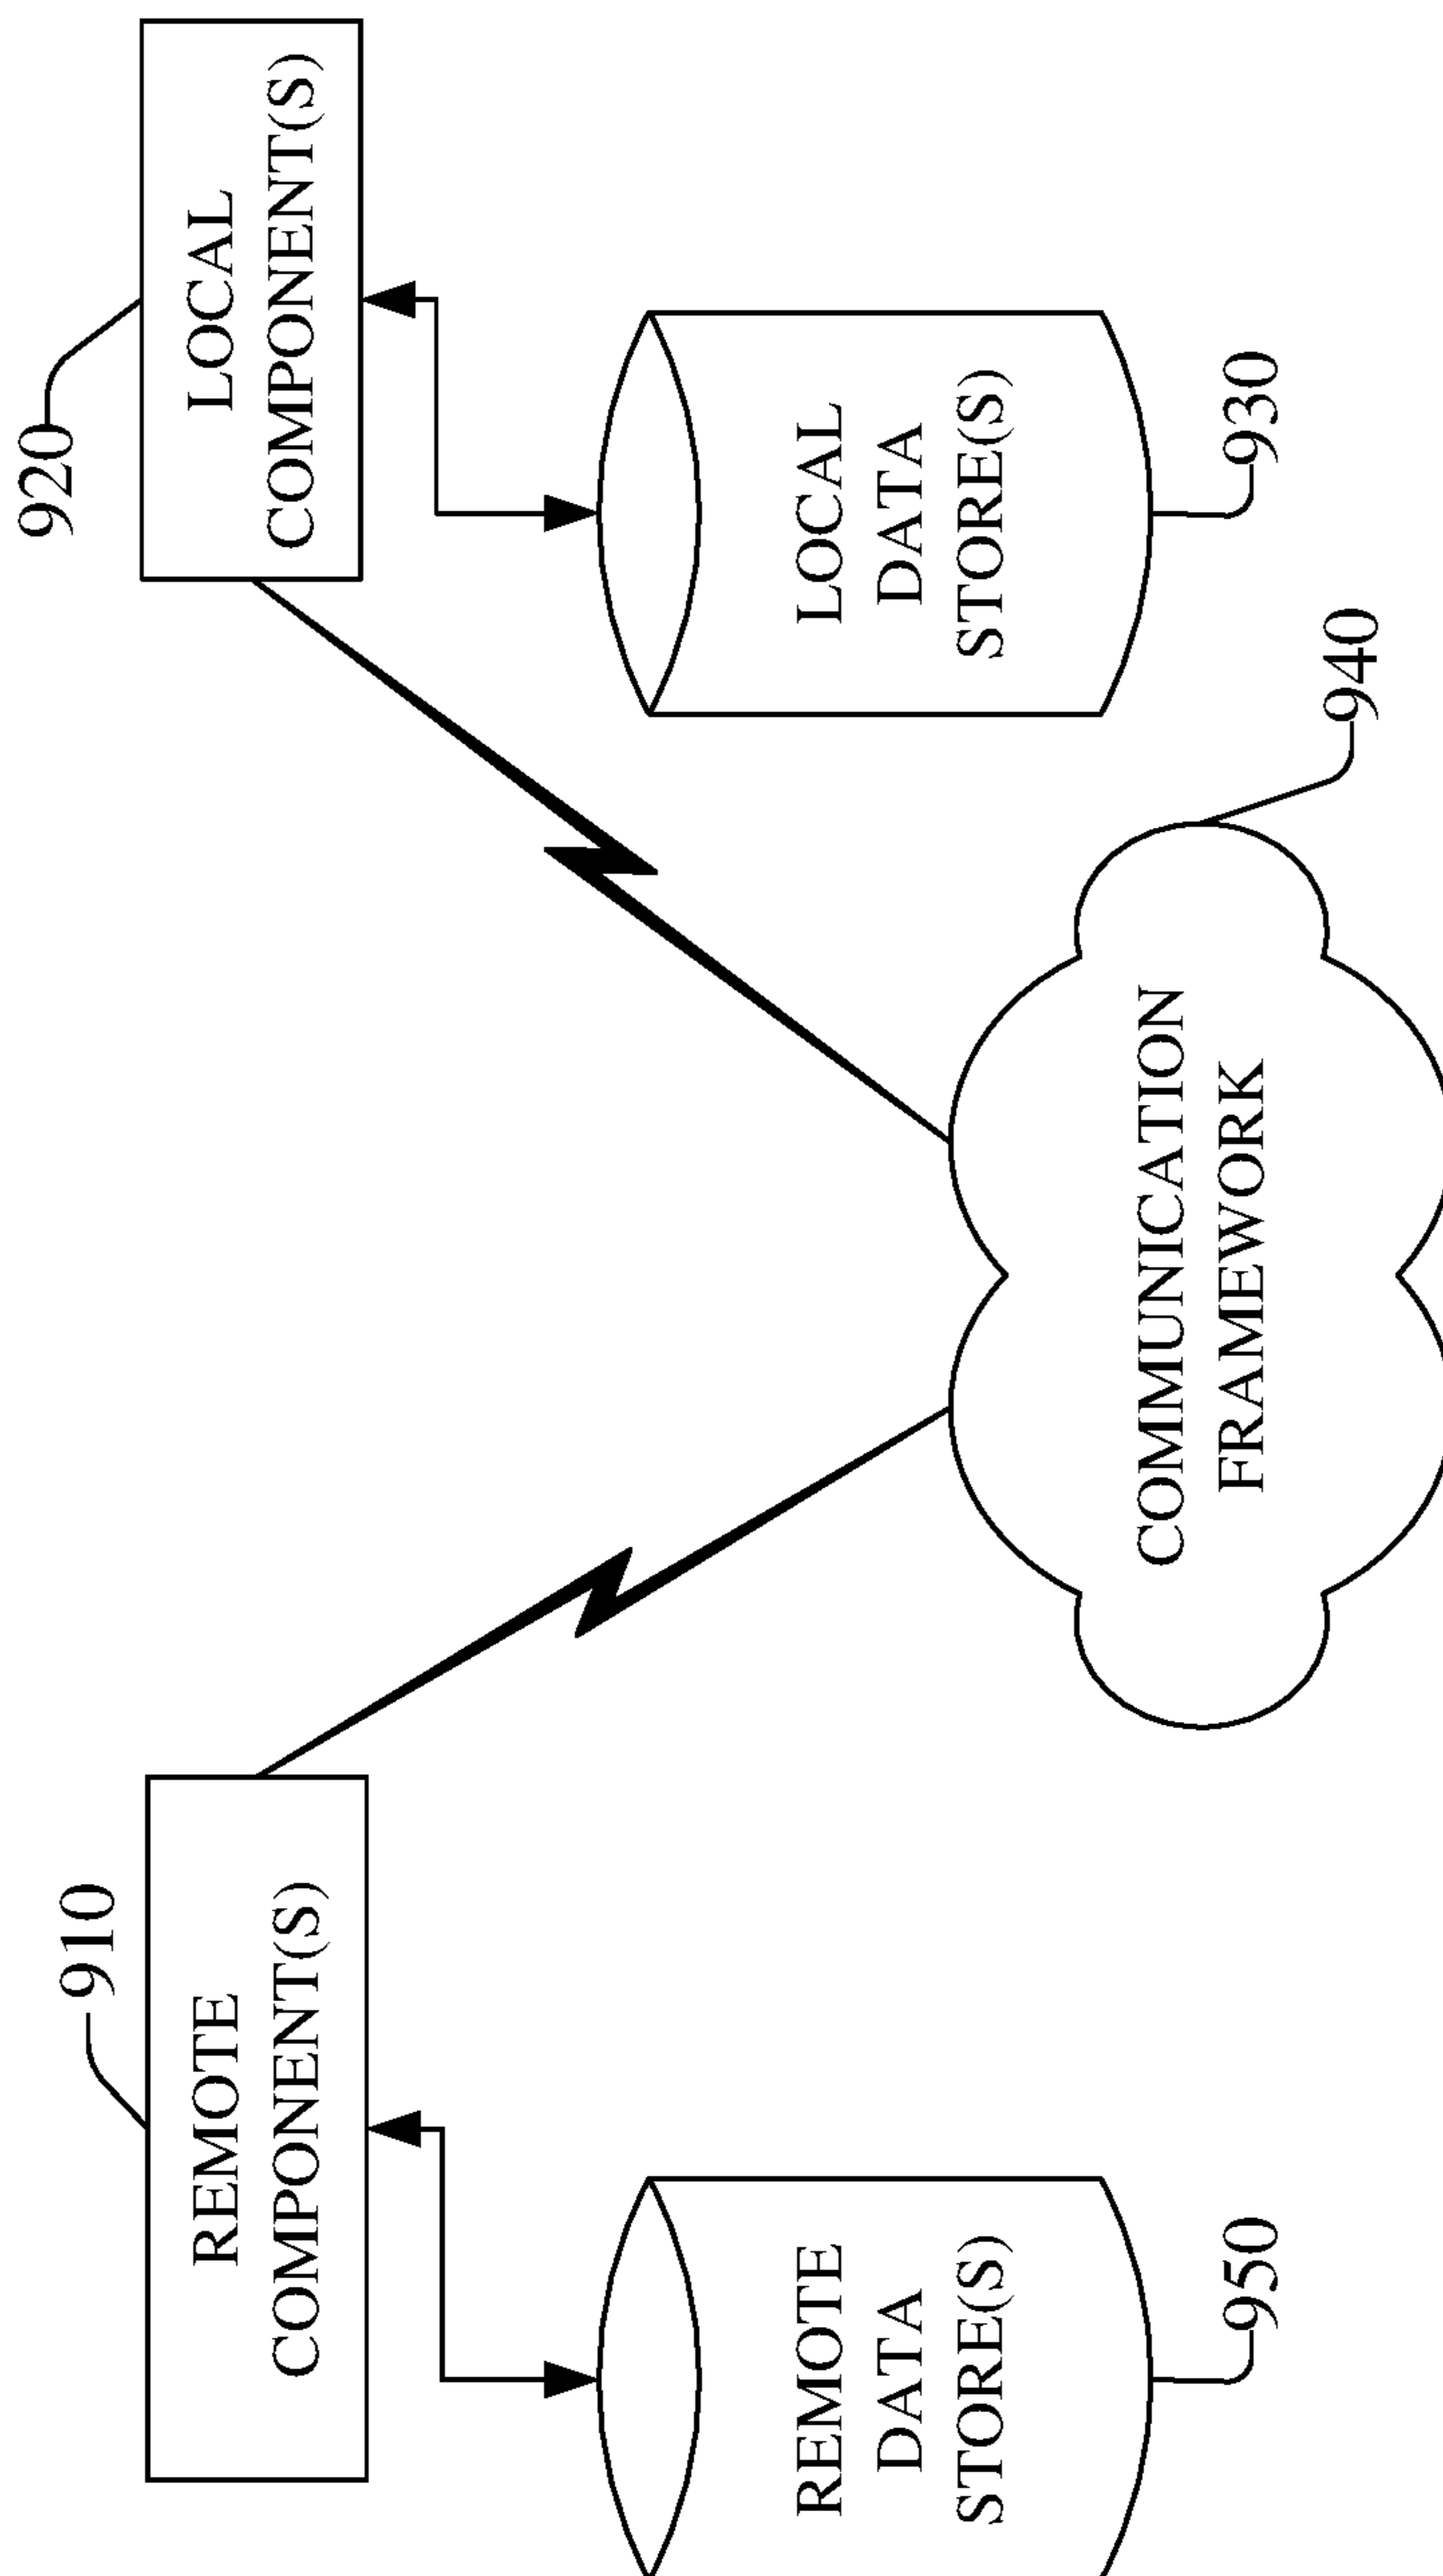 910
REMOTE
COMPONENT(S)
920
LOCAL
COMPONENT(S)
REMOTE
DATA
STORE(S)
950
COMMUNICATION
FRAMEWORK
940
LOCAL
DATA
STORE(S)
930